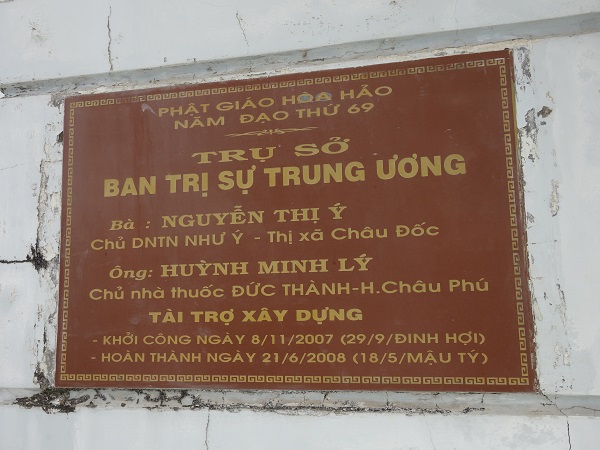 PHẬT GIÁO HÒA HẢO
NĂM ĐẠO THỨ 69
TRỤ SỞ
BAN TRỊ SỰ TRUNG ƯƠNG
Bà : NGUYỄN THỊ Ý
Chủ DNTN NHƯ Ý - Thị xã Châu Đốc
Ông: HUỲNH MINH LÝ
Chủ nhà thuốc ĐỨC THÀNH-H.Châu Phú
TÀI TRỢ XÂY DỰNG
- KHỞI CÔNG NGÀY 8/11/2007 (29/9/ĐINH HỢI)
- HOÀN THÀNH NGÀY 21/6/2008 (18/5/MẬU TÝ)